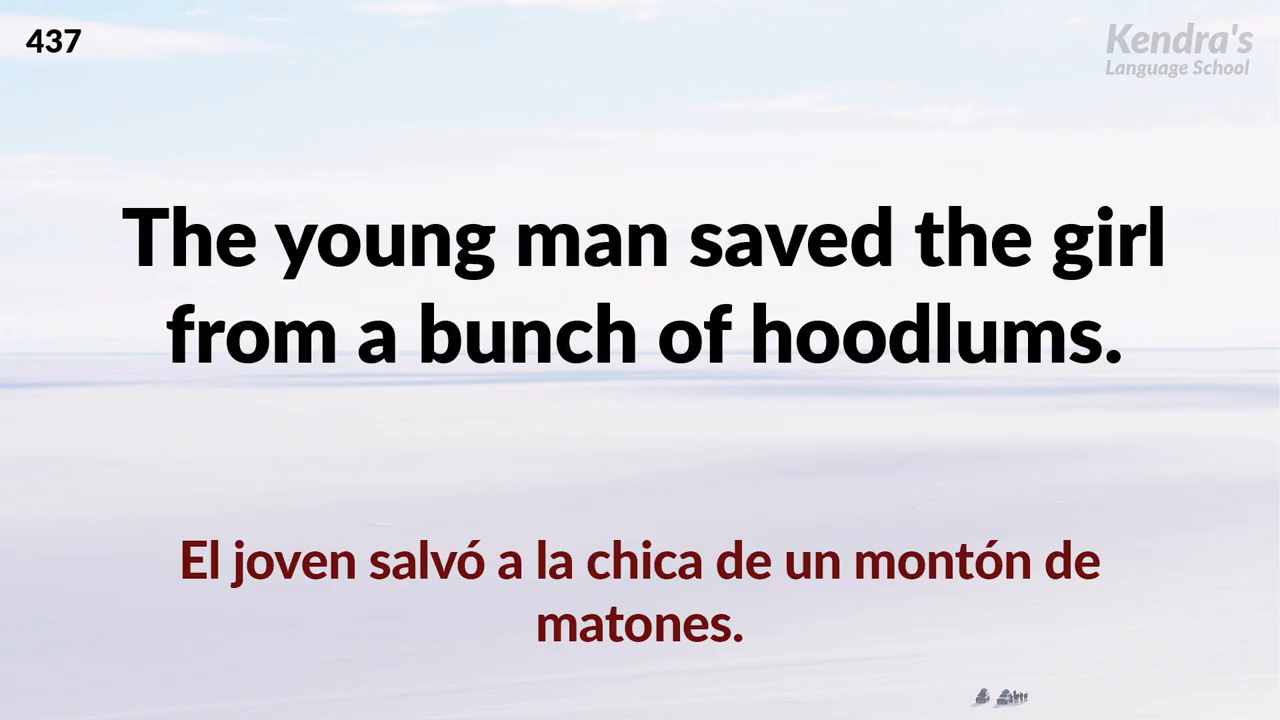 437
Kendra's
Language School
The young man saved the girl
from a bunch of hoodlums.
El joven salvó a la chica de un montón de
matones.